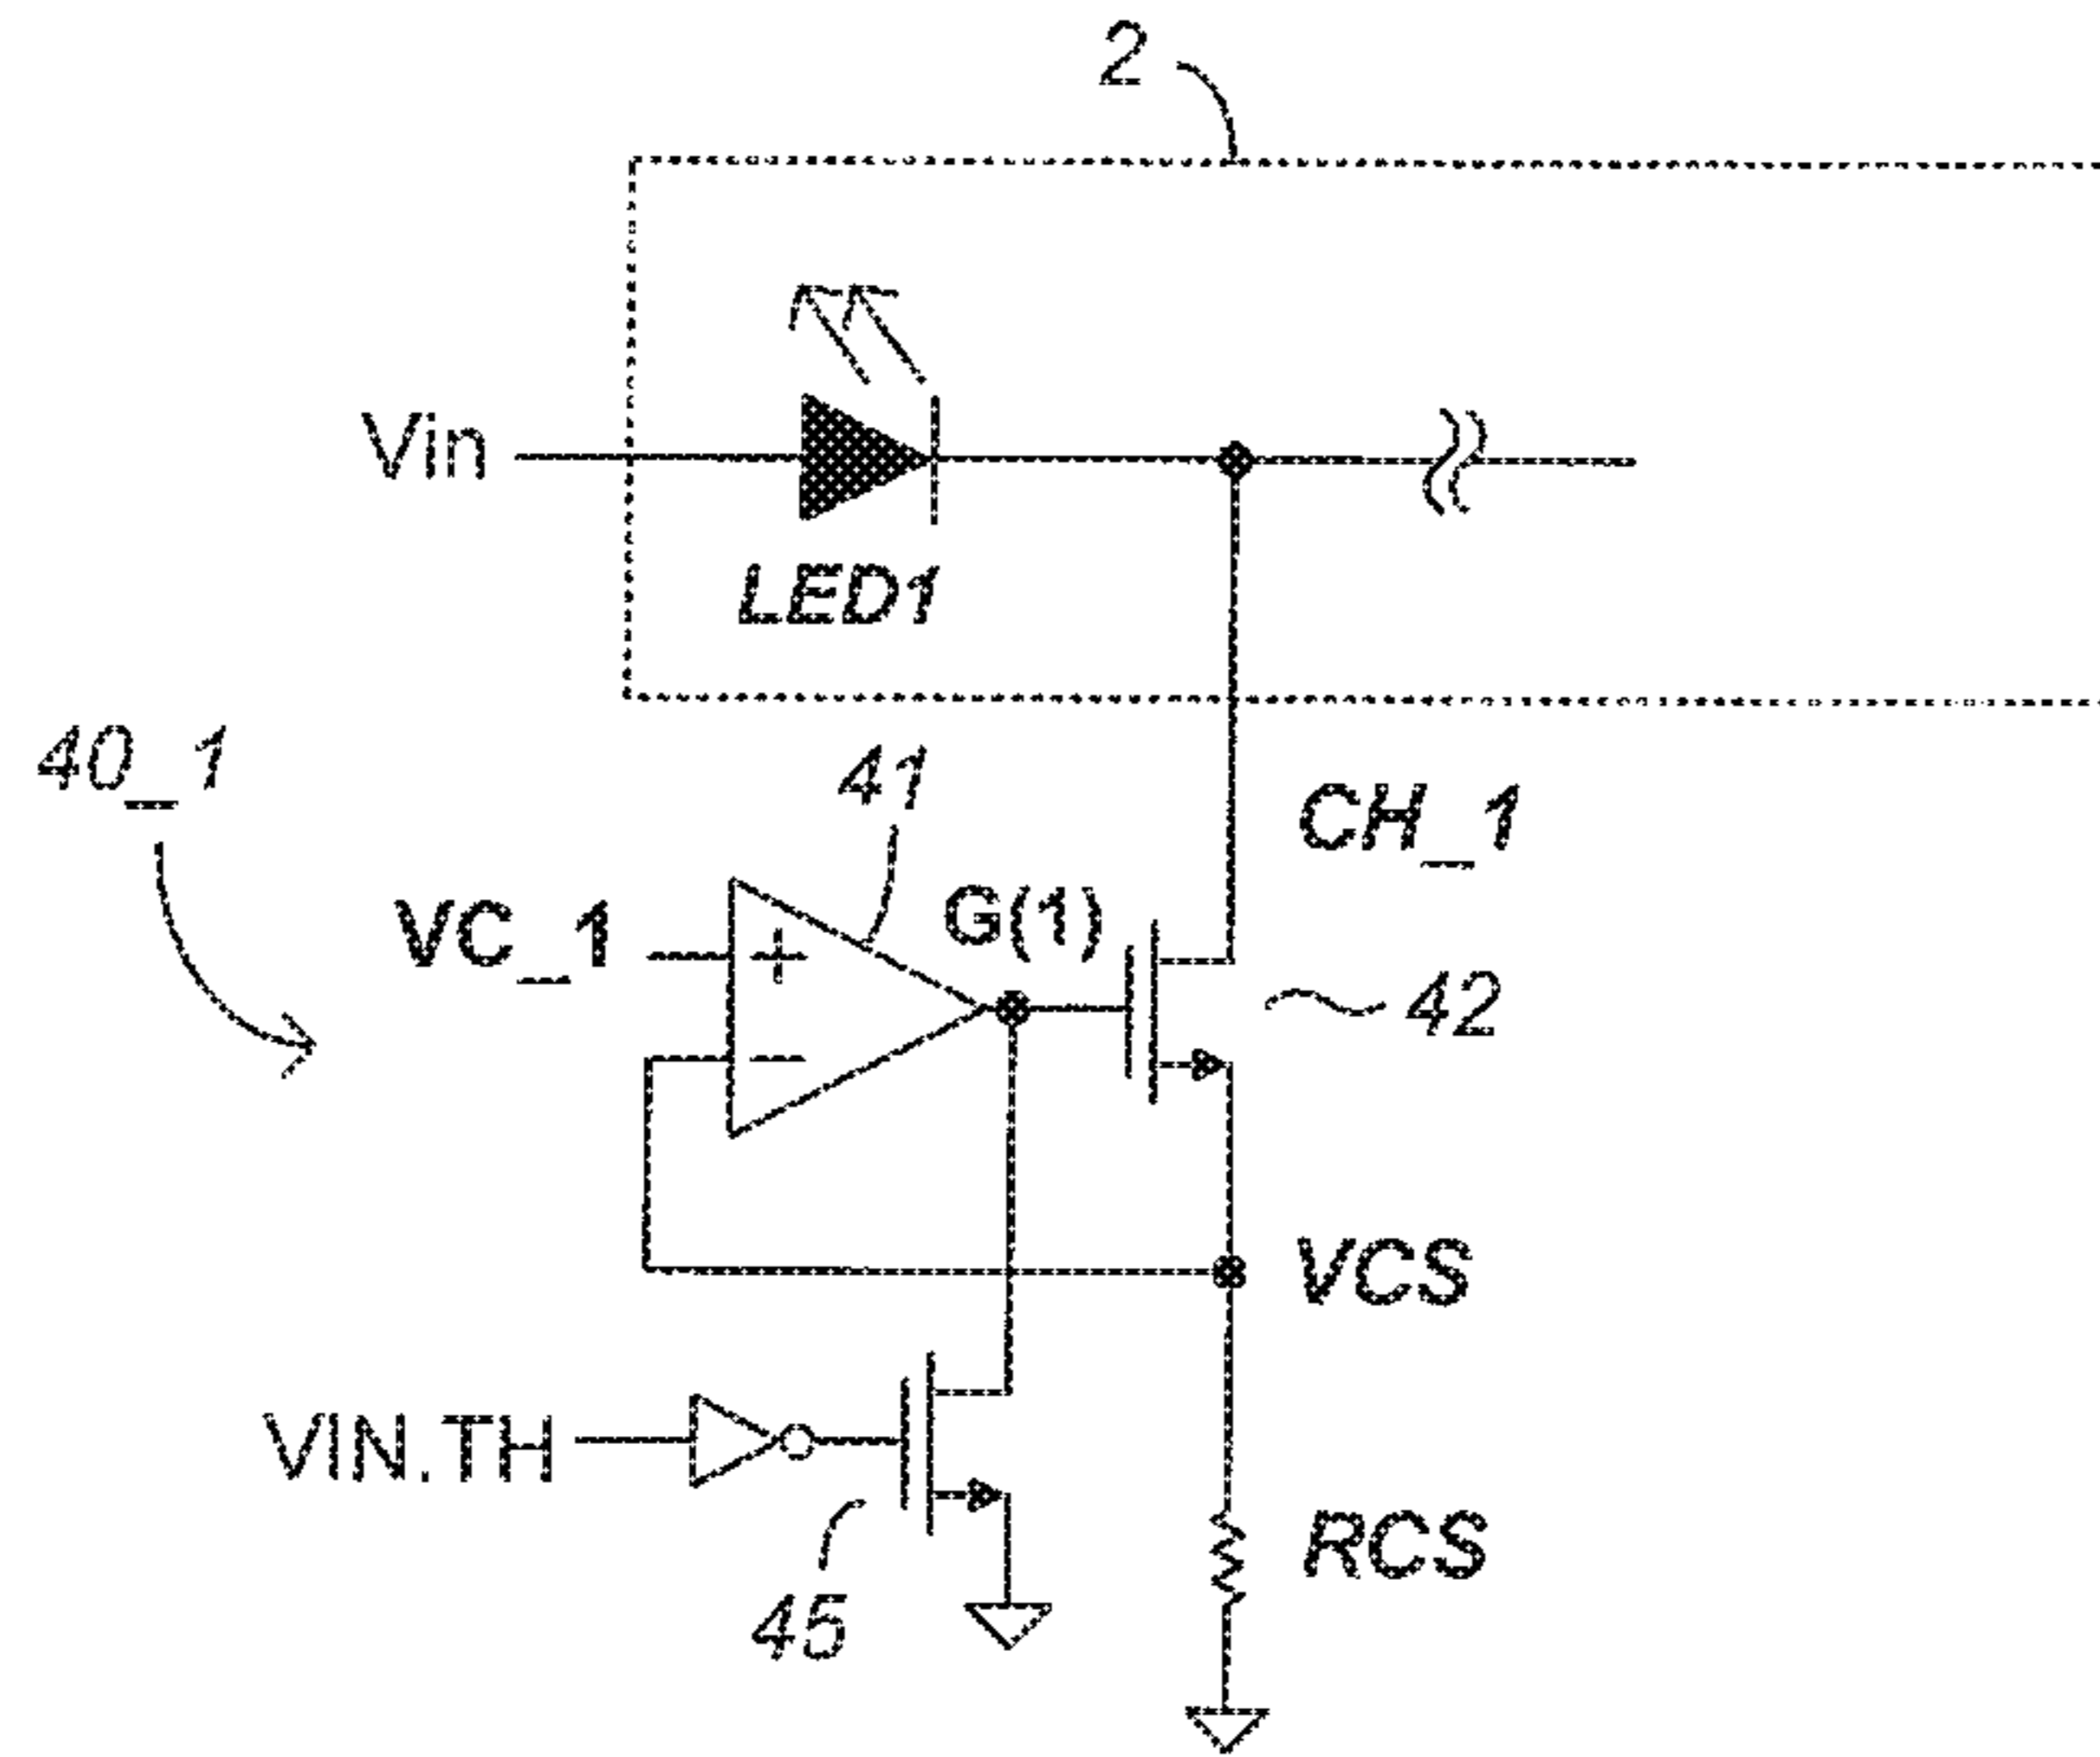 2
Vin
LED1
40_1
41
CH_1
VC_1
G(1)
+
42
−
VCS
VIN.TH
RCS
45